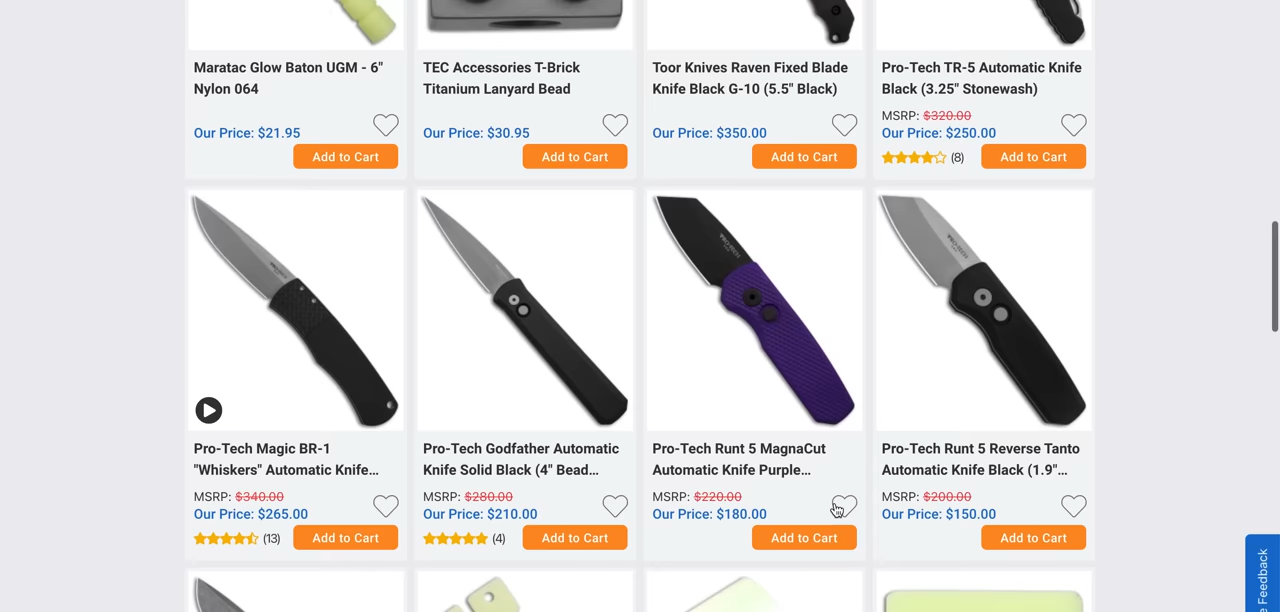 Maratac Glow Baton UGM - 6"
Nylon 064
Our Price: $21.95
Add to Cart
TEC Accessories T-Brick
Titanium Lanyard Bead
Our Price: $30.95
Add to Cart
Toor Knives Raven Fixed Blade
Knife Black G-10 (5.5" Black)
Our Price: $350.00
Add to Cart
Pro-Tech TR-5 Automatic Knife
Black (3.25" Stonewash)
MSRP: $320.00
Our Price: $250.00
(8)
Add to Cart
Pro-Tech Magic BR-1
"Whiskers" Automatic Knife...
MSRP: $340.00
Our Price: $265.00
(13)
Add to Cart
Pro-Tech Godfather Automatic
Knife Solid Black (4" Bead...
MSRP: $280.00
Our Price: $210.00
(4)
Add to Cart
Pro-Tech Runt 5 MagnaCut
Automatic Knife Purple...
MSRP: $220.00
Our Price: $180.00
Add to Cart
Pro-Tech Runt 5 Reverse Tanto
Automatic Knife Black (1.9"...
MSRP: $200.00
Our Price: $150.00
Add to Cart
Feedback